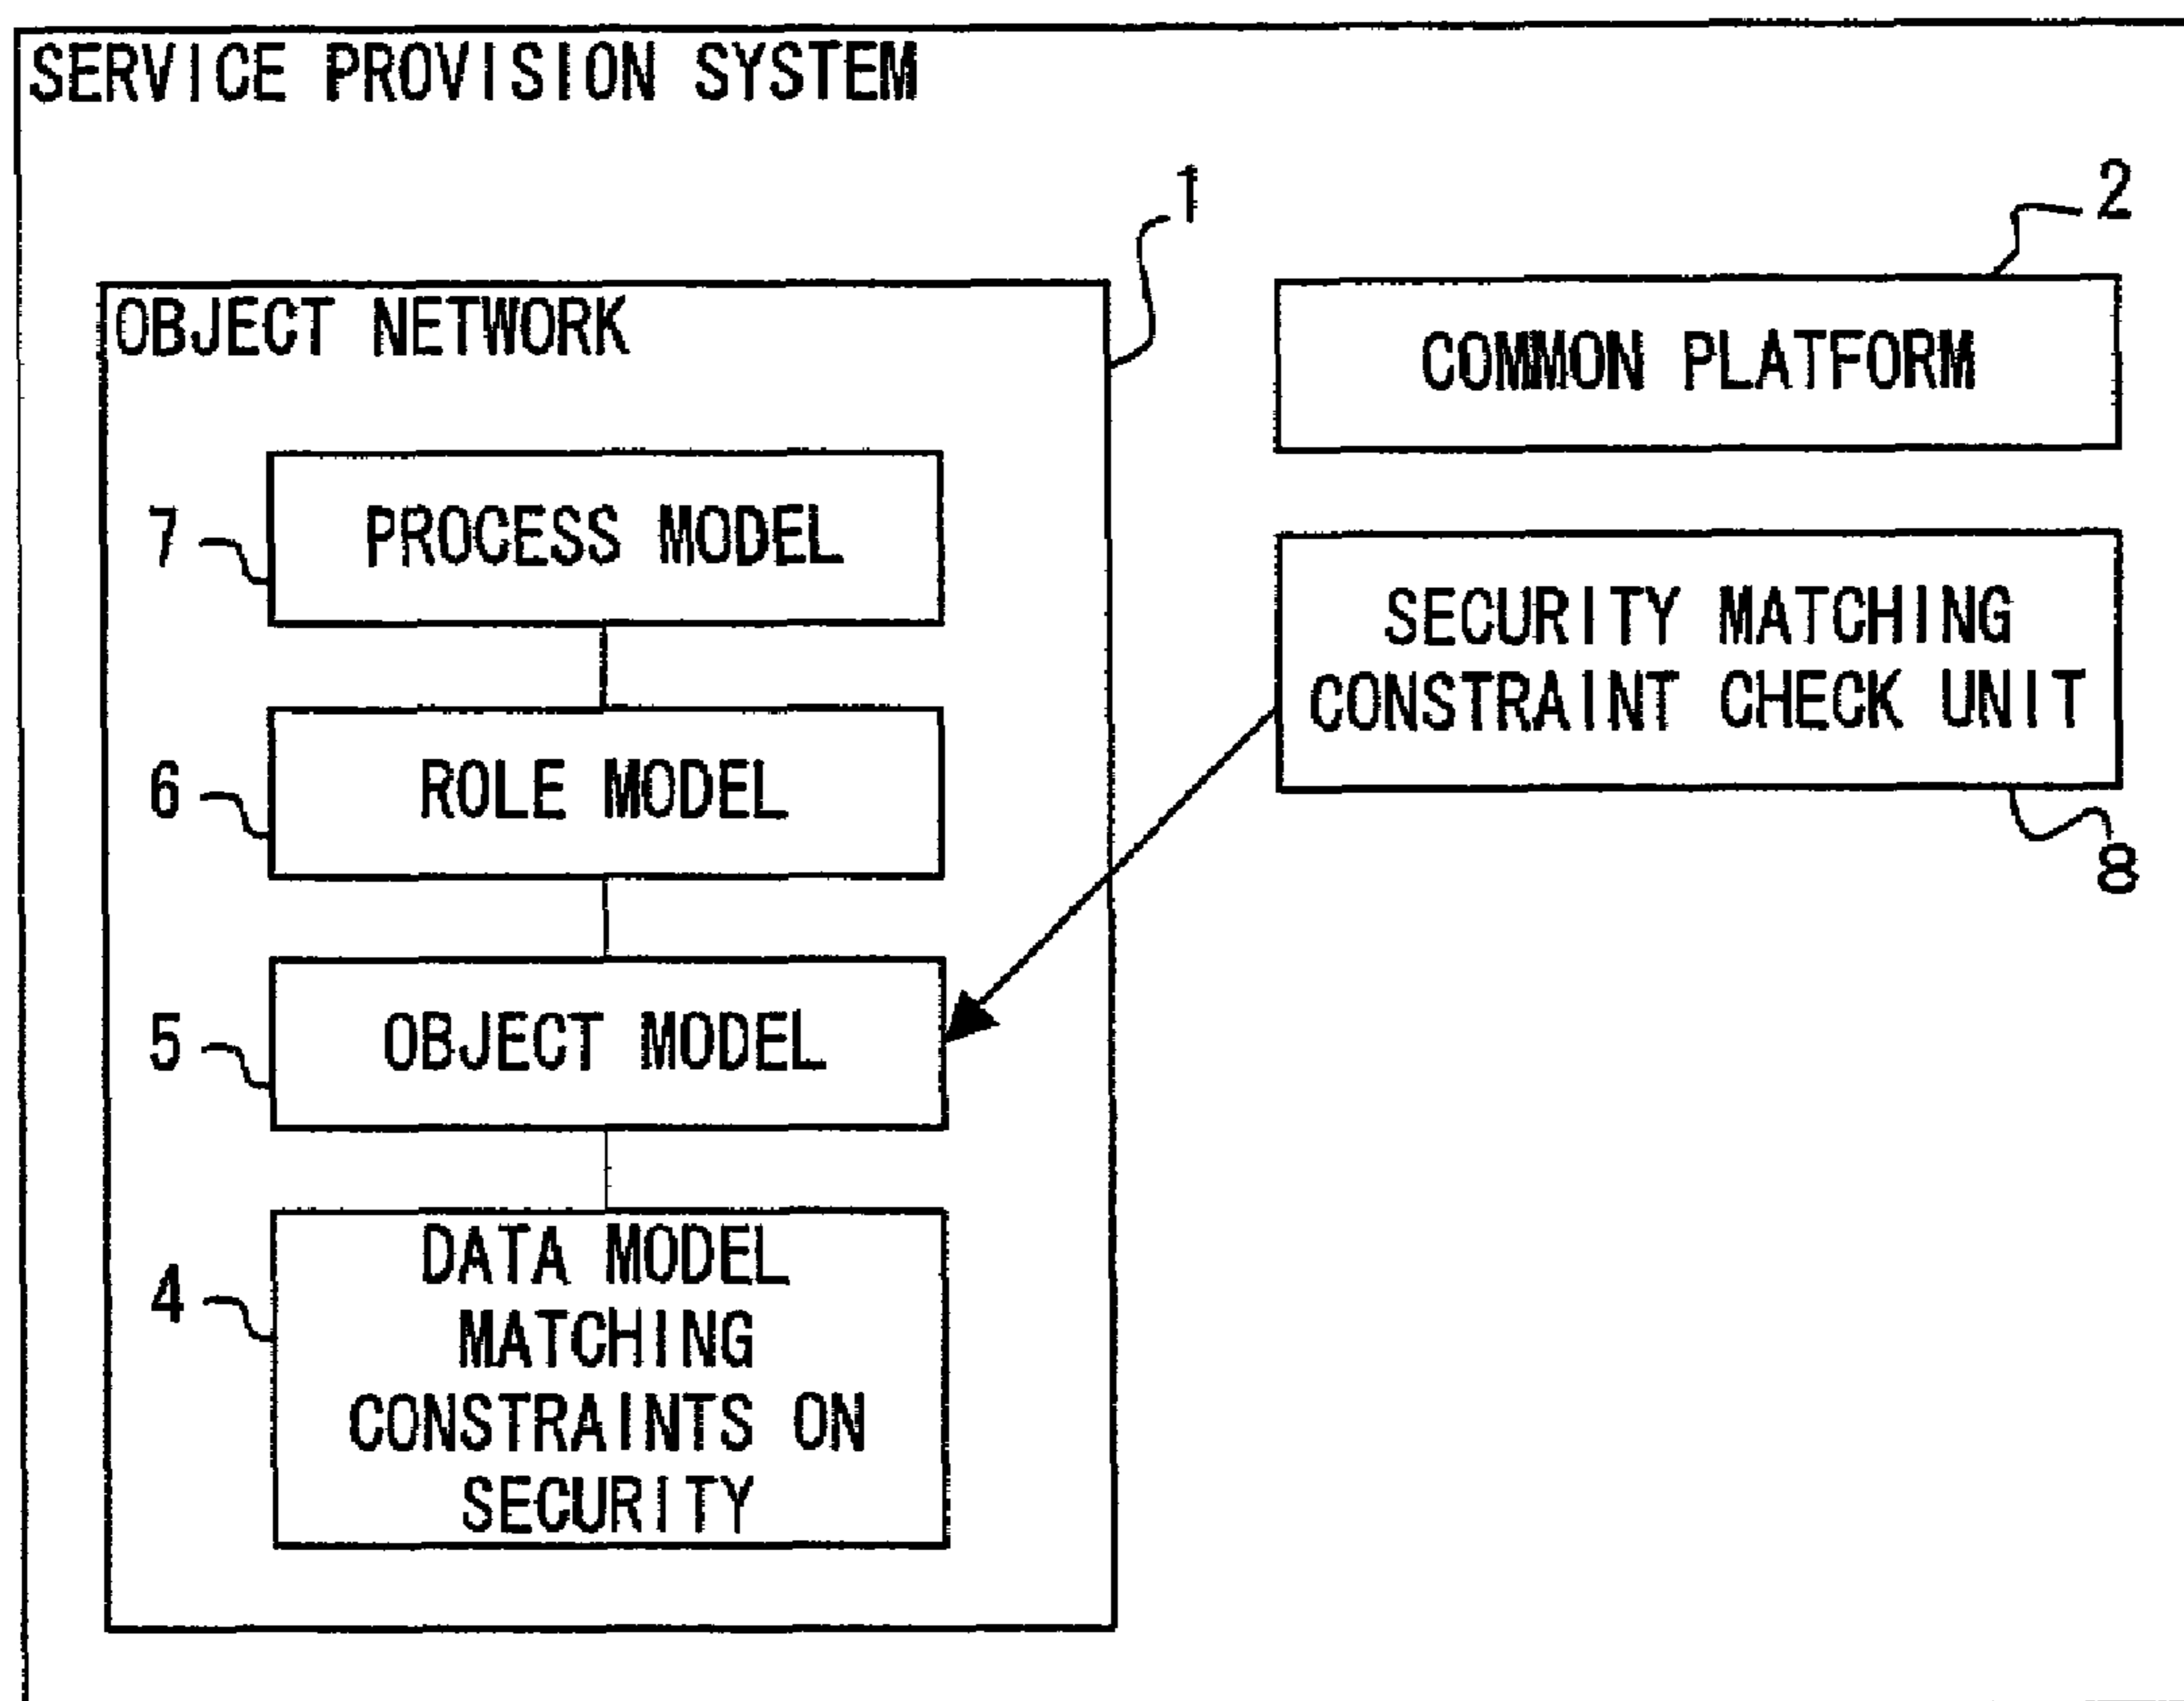 SERVICE PROVISION SYSTEM
1
2
OBJECT NETWORK
COMMON PLATFORM
7
PROCESS MODEL
SECURITY MATCHING
CONSTRAINT CHECK UNIT
6
ROLE MODEL
8
5
OBJECT MODEL
4
DATA MODEL
MATCHING
CONSTRAINTS ON
SECURITY